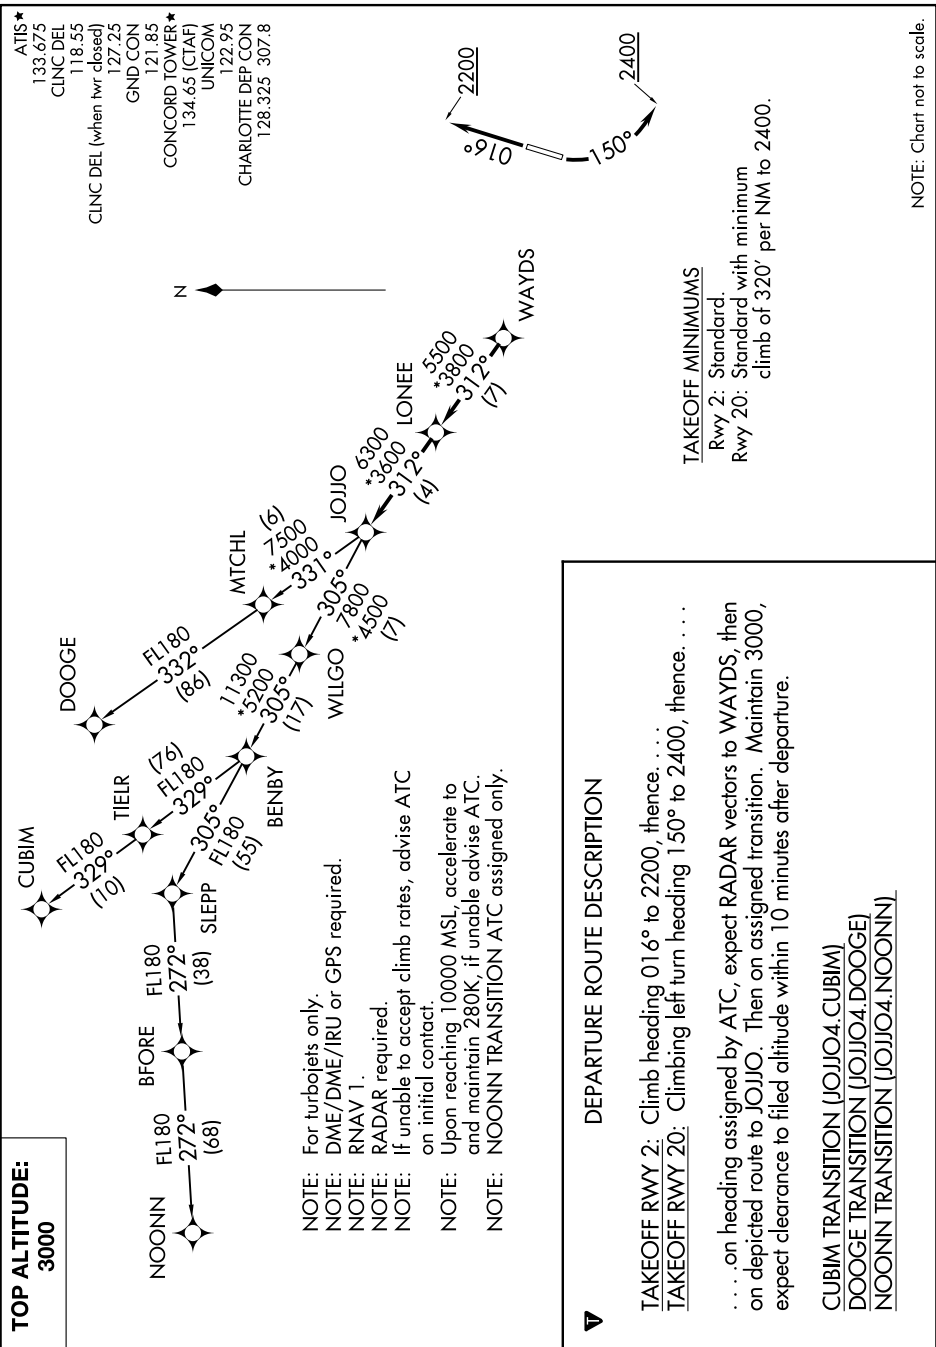 TOP ALTITUDE:
3000
ATIS★
133.675
CLNC DEL
118.55
CLNC DEL (when twr closed)
127.25
GND CON
121.85
CONCORD TOWER★
134.65 (CTAF)
UNICOM
122.95
CHARLOTTE DEP CON
128.325 307.8
N
CUBIM
FL180
329°
(10)
TIELR
(76)
FL180
329°
DOOGE
FL180
332°
(86)
MTCHL
(6)
7500
*4000
331°
JOJJO
6300
*3600
312°
(4)
LONEE
5500
*3800
312°
(7)
WAYDS
305°
7800
*4500
(7)
WLLGO
11300
*5200
305°
(17)
BENBY
305°
FL180
(55)
SLEPP
FL180
272°
(38)
BFORE
FL180
272°
(68)
NOONN
2200
016°
150°
2400
NOTE: For turbojets only.
NOTE: DME/DME/IRU or GPS required.
NOTE: RNAV 1.
NOTE: RADAR required.
NOTE: If unable to accept climb rates, advise ATC
on initial contact.
NOTE: Upon reaching 10000 MSL, accelerate to
and maintain 280K, if unable advise ATC.
NOTE: NOONN TRANSITION ATC assigned only.
TAKEOFF MINIMUMS
Rwy 2: Standard.
Rwy 20: Standard with minimum
climb of 320' per NM to 2400.
NOTE: Chart not to scale.
T
DEPARTURE ROUTE DESCRIPTION
TAKEOFF RWY 2: Climb heading 016° to 2200, thence. . . .
TAKEOFF RWY 20: Climbing left turn heading 150° to 2400, thence. . . .
. . . .on heading assigned by ATC, expect RADAR vectors to WAYDS, then
on depicted route to JOJJO. Then on assigned transition. Maintain 3000,
expect clearance to filed altitude within 10 minutes after departure.
CUBIM TRANSITION (JOJJO4.CUBIM)
DOOGE TRANSITION (JOJJO4.DOOGE)
NOONN TRANSITION (JOJJO4.NOONN)